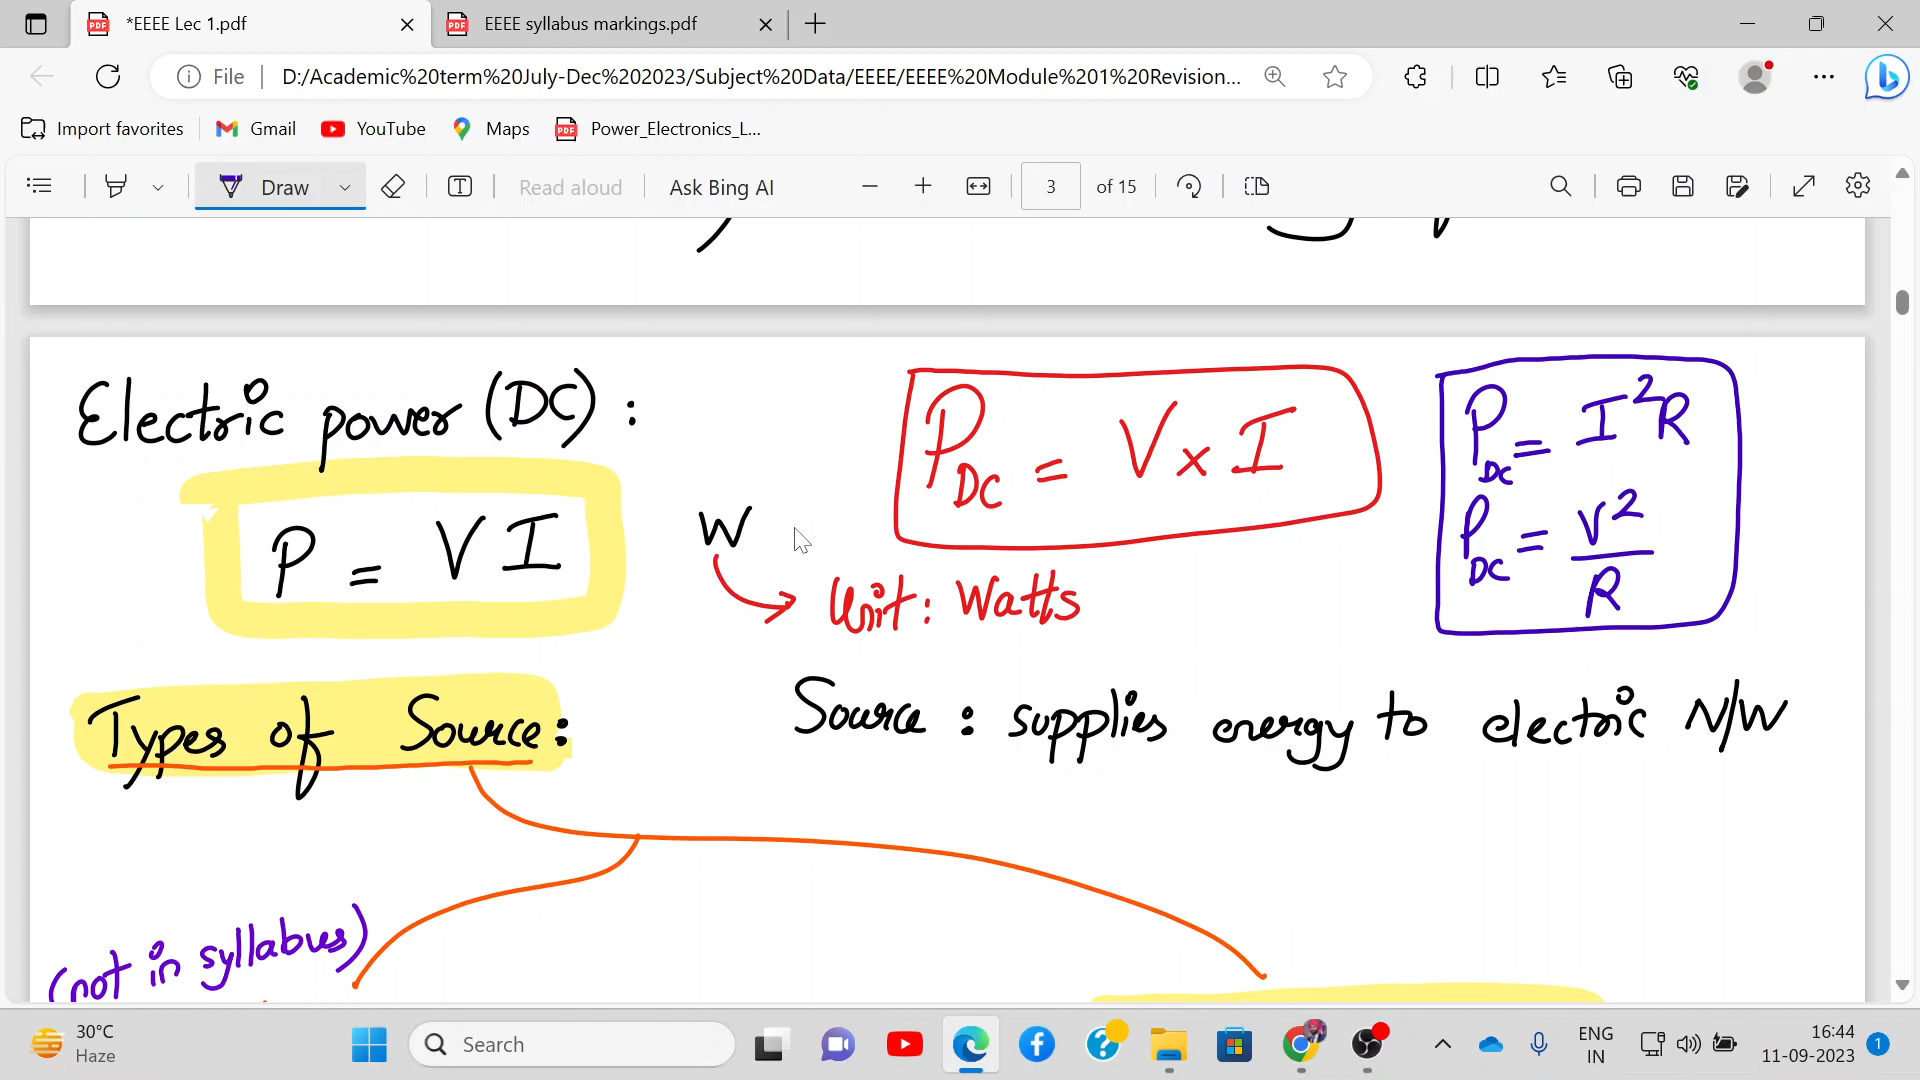 *EEEE Lec 1.pdf
EEEE syllabus markings.pdf
File
D:/Academic%20term%20July-Dec%202023/Subject%20Data/EEEE/EEEE%20Module%201%20Revision...
Import favorites
Gmail
YouTube
Maps
Power_Electronics_L...
Draw
Read aloud
Ask Bing AI
3
of 15
Electric power (DC) :
P = VI
W
Unit: Watts
P_DC = V x I
P_DC = I²R
P_DC = V²/R
Types of Source:
Source : supplies energy to electric N/W
(not in syllabus)
30°C
Haze
Search
ENG
IN
16:44
11-09-2023
1